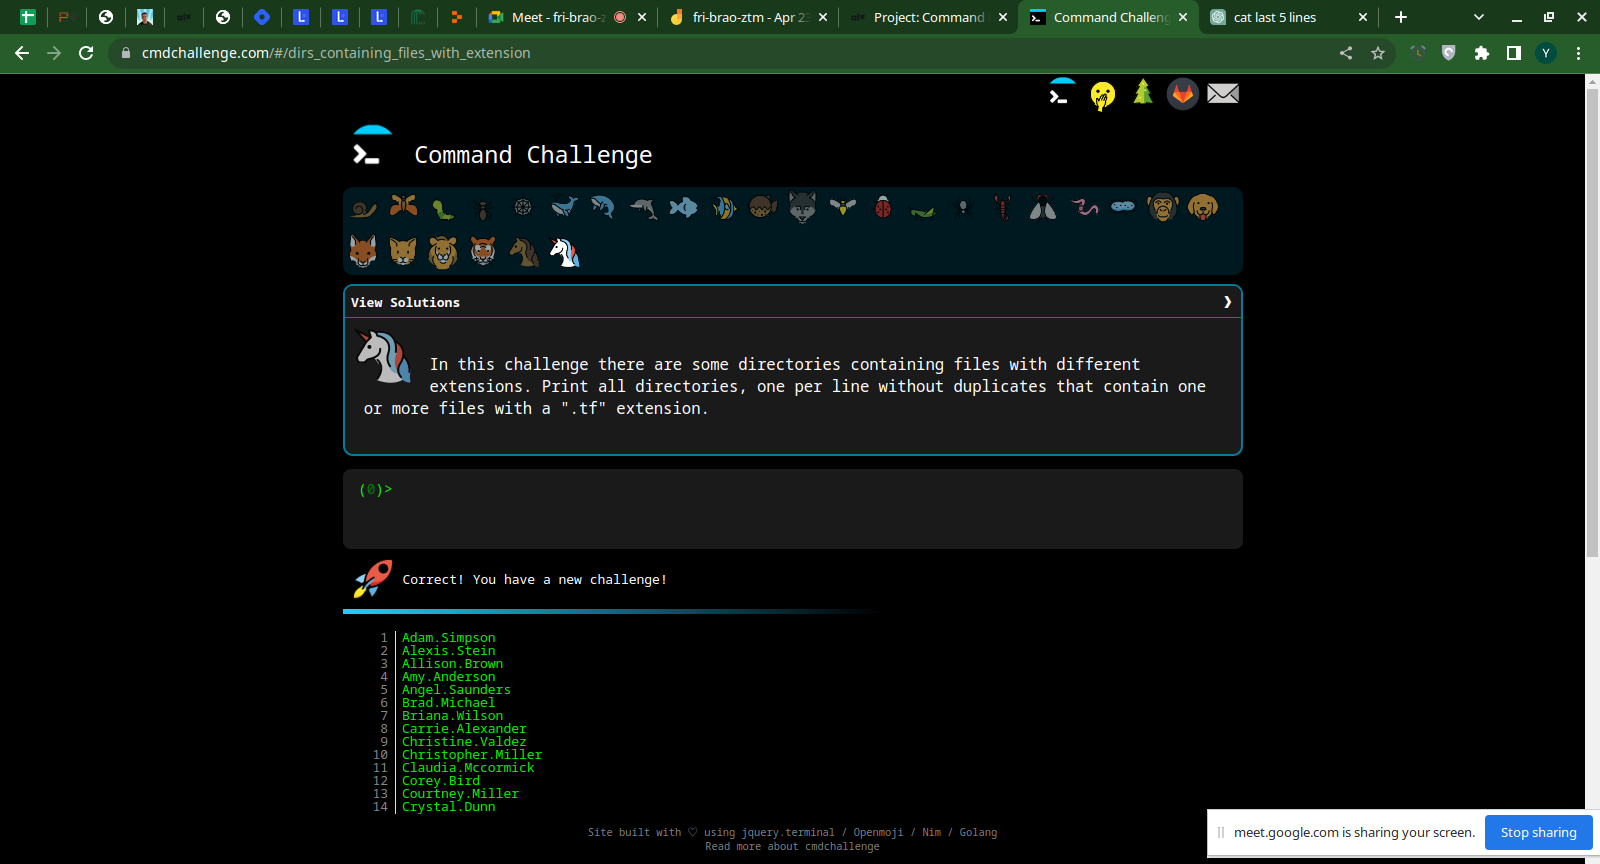 Meet - fri-brao-z
fri-brao-ztm - Apr 2
Project: Command
Command Challeng
cat last 5 lines
cmdchallenge.com/#/dirs_containing_files_with_extension
Y
Command Challenge
View Solutions
In this challenge there are some directories containing files with different
extensions. Print all directories, one per line without duplicates that contain one
or more files with a ".tf" extension.
(0)>
Correct! You have a new challenge!
1 Adam.Simpson
2 Alexis.Stein
3 Allison.Brown
4 Amy.Anderson
5 Angel.Saunders
6 Brad.Michael
7 Briana.Wilson
8 Carrie.Alexander
9 Christine.Valdez
10 Christopher.Miller
11 Claudia.Mccormick
12 Corey.Bird
13 Courtney.Miller
14 Crystal.Dunn
Site built with ♡ using jquery.terminal / Openmoji / Nim / Golang
Read more about cmdchallenge
meet.google.com is sharing your screen.
Stop sharing